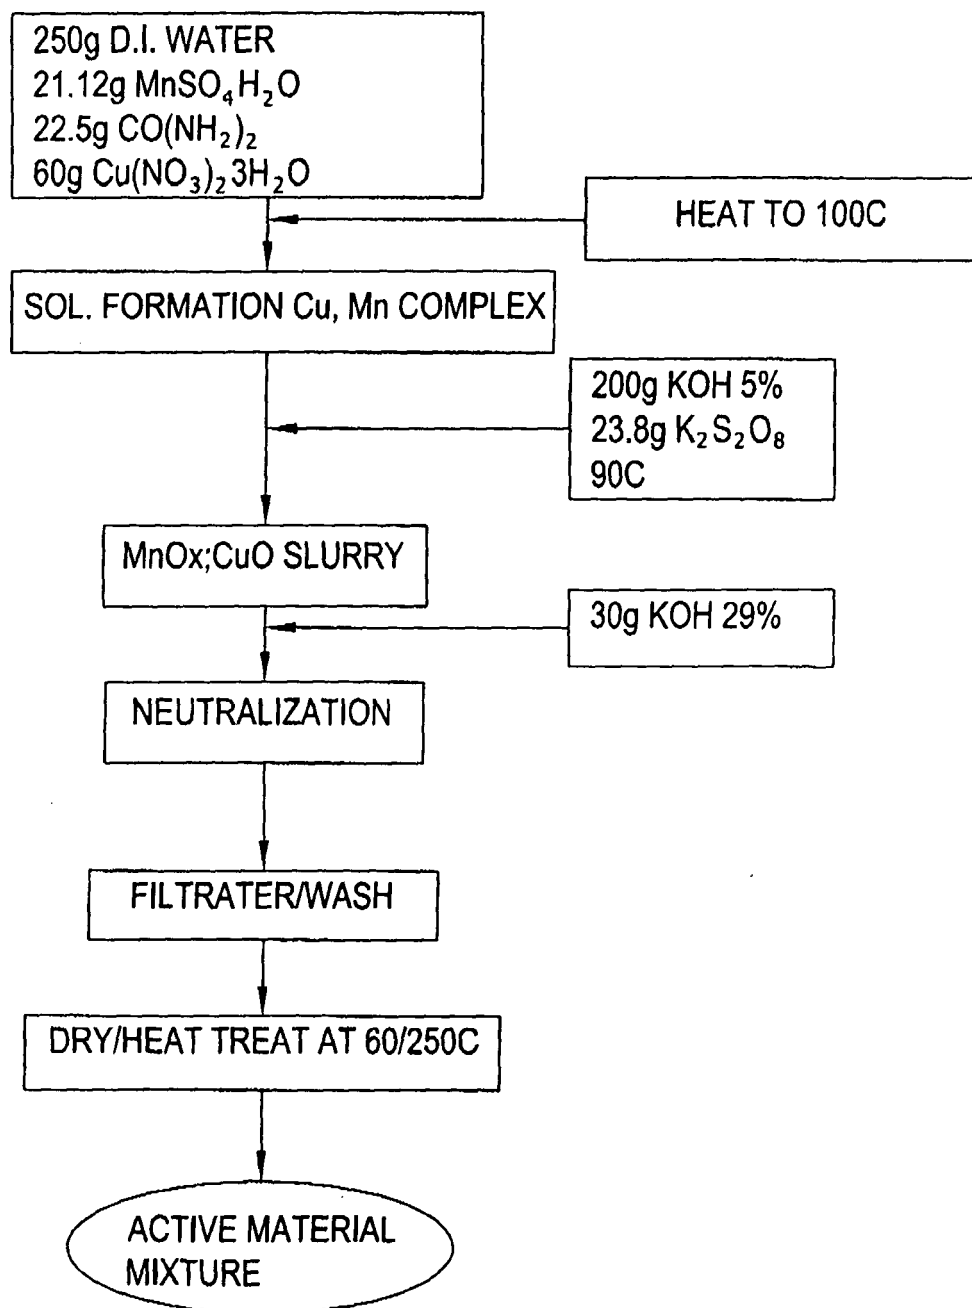 250g D.I. WATER
21.12g MnSO₄H₂O
22.5g CO(NH₂)₂
60g Cu(NO₃)₂3H₂O
HEAT TO 100C
SOL. FORMATION Cu, Mn COMPLEX
200g KOH 5%
23.8g K₂S₂O₈
90C
MnOx;CuO SLURRY
30g KOH 29%
NEUTRALIZATION
FILTRATER/WASH
DRY/HEAT TREAT AT 60/250C
ACTIVE MATERIAL
MIXTURE